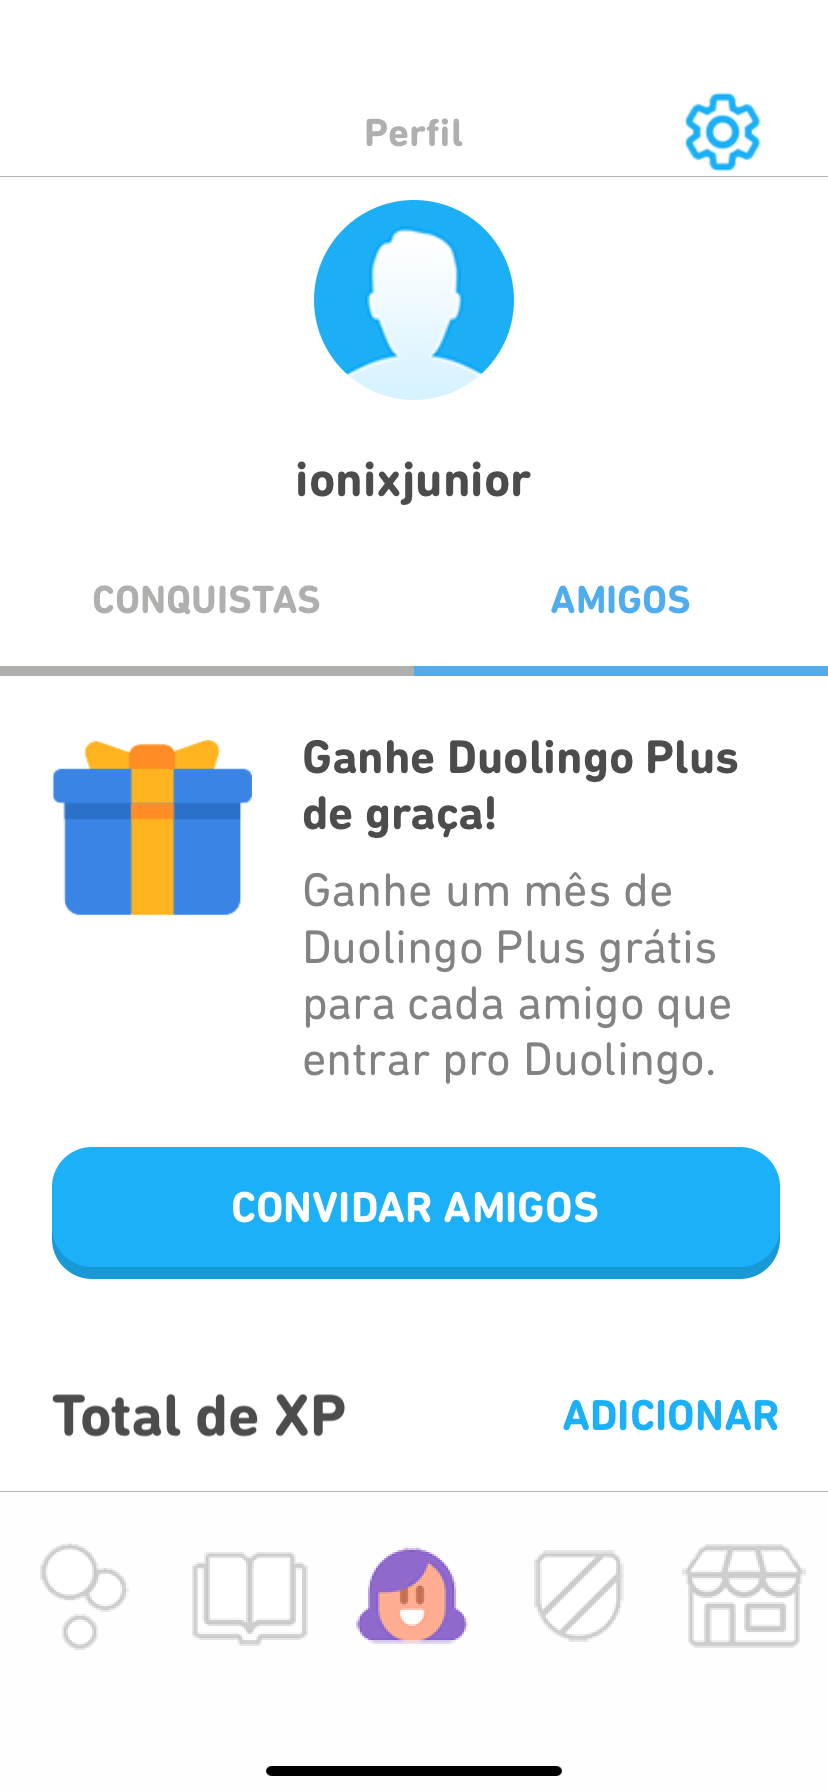 Perfil
ionixjunior
CONQUISTAS
AMIGOS
Ganhe Duolingo Plus
de graça!
Ganhe um mês de
Duolingo Plus grátis
para cada amigo que
entrar pro Duolingo.
CONVIDAR AMIGOS
Total de XP
ADICIONAR